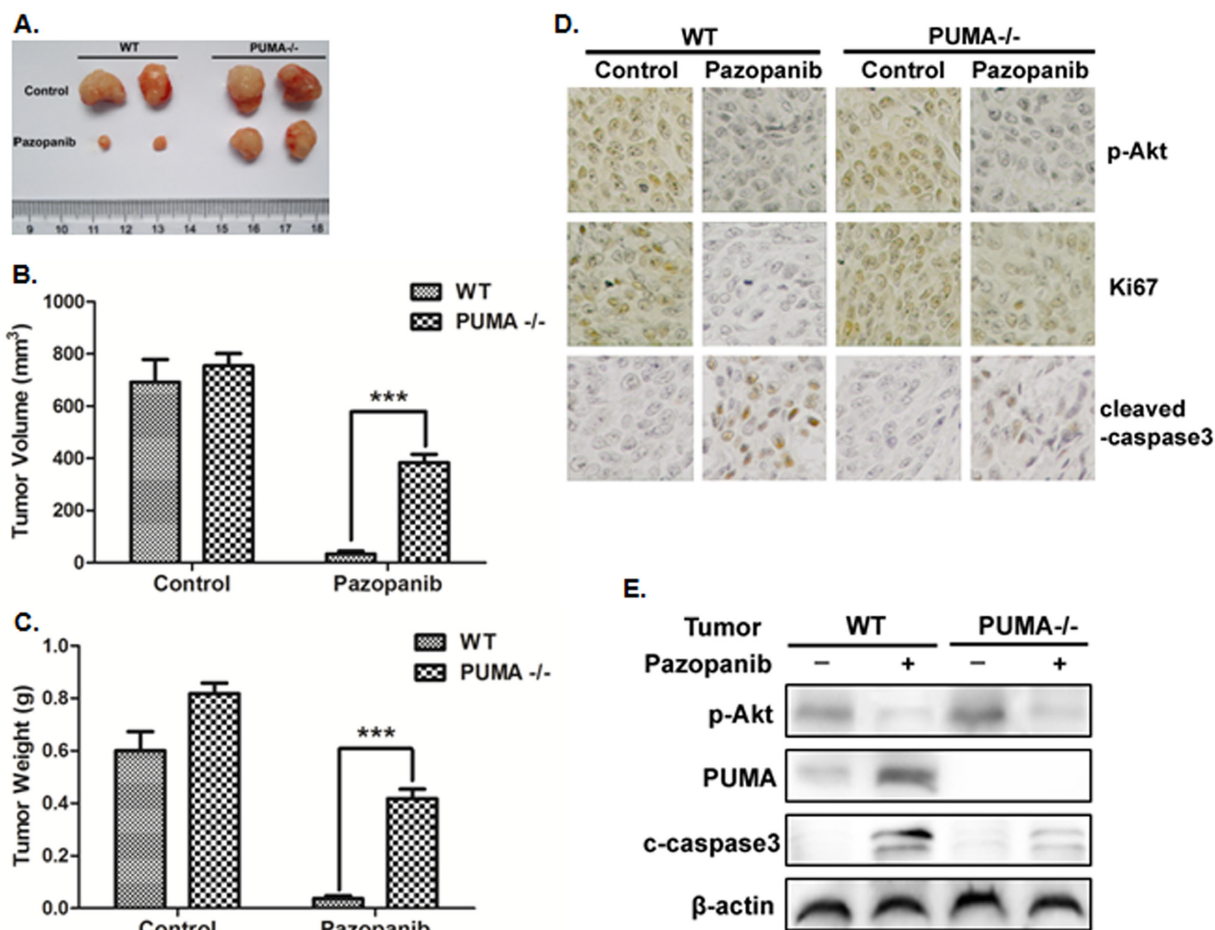 A.
WT PUMA-/-
Control
Pazopanib
9 10 11 12 13 14 15 16 17 18
B.
1000
800
600
400
200
0
Tumor Volume (mm³)
WT
PUMA -/-
***
Control Pazopanib
C.
1.0
0.8
0.6
0.4
0.2
0.0
Tumor Weight (g)
WT
PUMA -/-
***
Control Pazopanib
D.
WT PUMA-/-
Control Pazopanib Control Pazopanib
p-Akt
Ki67
cleaved
-caspase3
E.
Tumor WT PUMA-/-
Pazopanib − + − +
p-Akt
PUMA
c-caspase3
β-actin